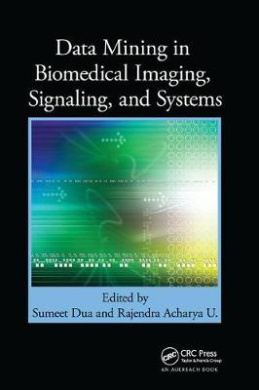 Data Mining in
Biomedical Imaging,
Signaling, and Systems
Edited by
Sumeet Dua and Rajendra Acharya U.
CRC Press
Taylor & Francis Group
AN AUERBACH BOOK